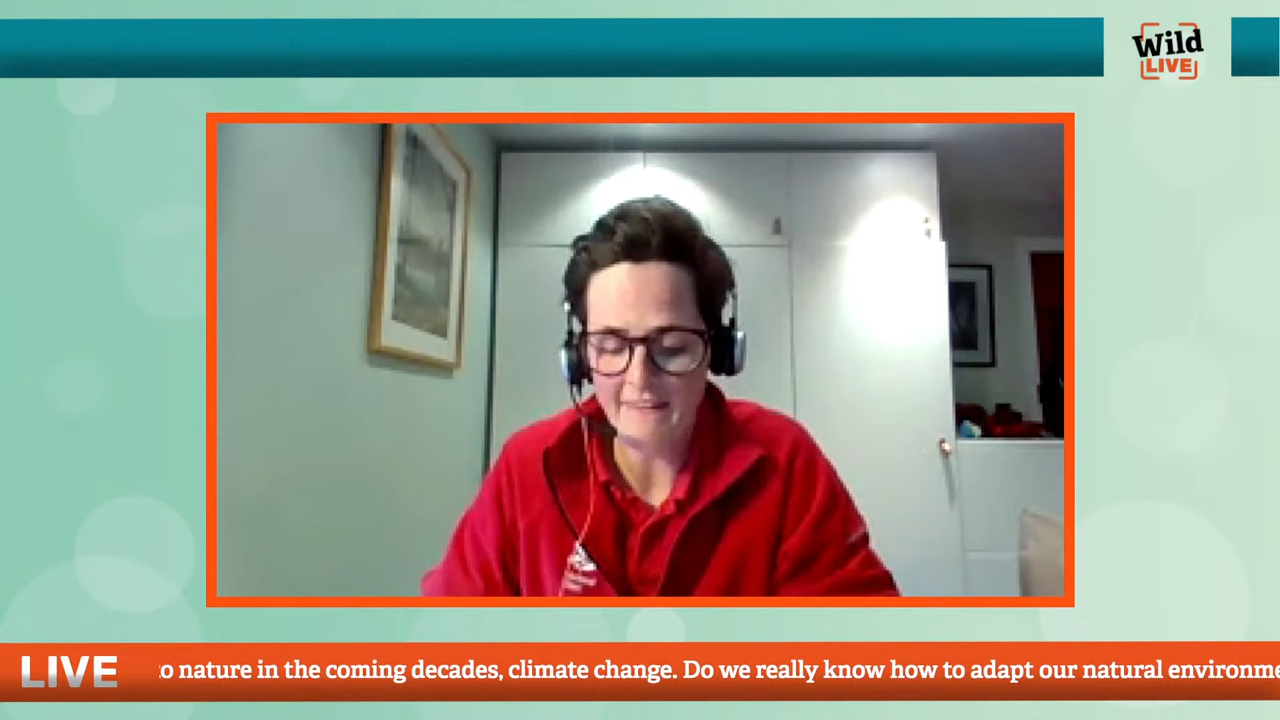 Wild
LIVE
LIVE
to nature in the coming decades, climate change. Do we really know how to adapt our natural environme